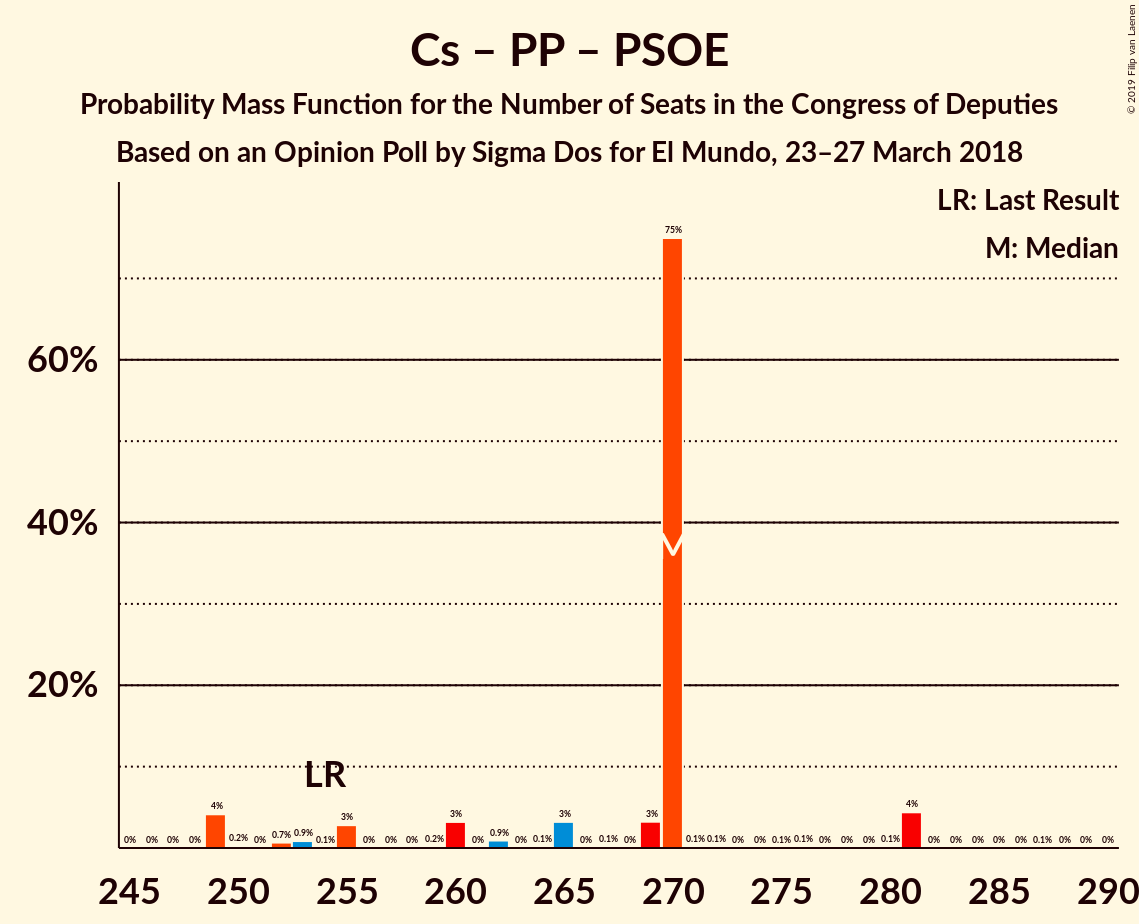 Cs – PP – PSOE
Probability Mass Function for the Number of Seats in the Congress of Deputies
Based on an Opinion Poll by Sigma Dos for El Mundo, 23–27 March 2018
© 2019 Filip van Laenen
LR: Last Result
M: Median
60%
40%
20%
LR
0% 0% 0% 0% 4% 0.2% 0% 0.7% 0.9% 0.1% 3% 0% 0% 0% 0.2% 3% 0% 0.9% 0% 0.1% 3% 0% 0.1% 0% 3% 75% 0.1% 0.1% 0% 0% 0.1% 0.1% 0% 0% 0% 0.1% 4% 0% 0% 0% 0% 0% 0.1% 0% 0% 0%
245 250 255 260 265 270 275 280 285 290